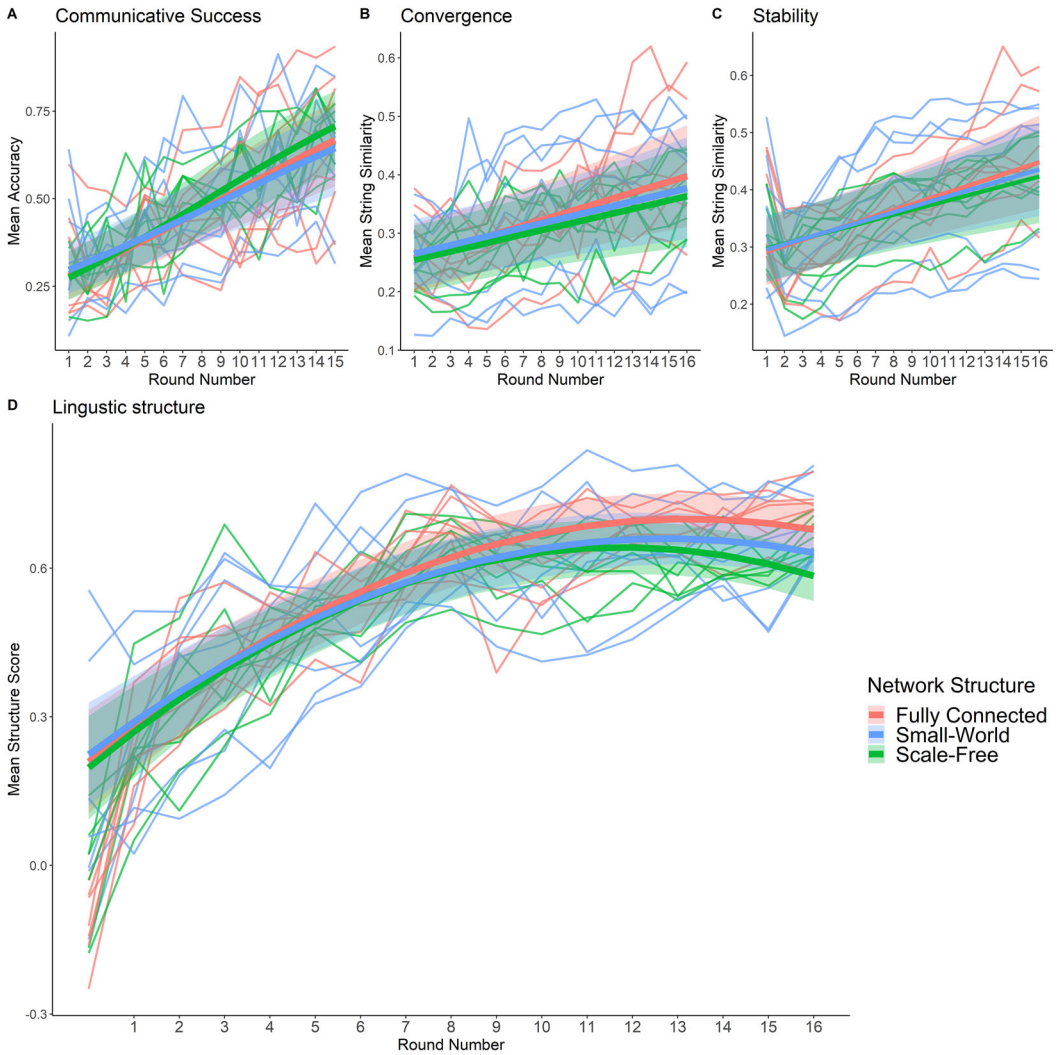 A Communicative Success
Mean Accuracy
0.75
0.50
0.25
1 2 3 4 5 6 7 8 9 10 11 12 13 14 15
Round Number
B Convergence
Mean String Similarity
0.6
0.5
0.4
0.3
0.2
0.1
1 2 3 4 5 6 7 8 9 10 11 12 13 14 15 16
Round Number
C Stability
Mean String Similarity
0.6
0.5
0.4
0.3
0.2
1 2 3 4 5 6 7 8 9 10 11 12 13 14 15 16
Round Number
D Lingustic structure
Mean Structure Score
0.6
0.3
0.0
-0.3
1 2 3 4 5 6 7 8 9 10 11 12 13 14 15 16
Round Number
Network Structure
Fully Connected
Small-World
Scale-Free